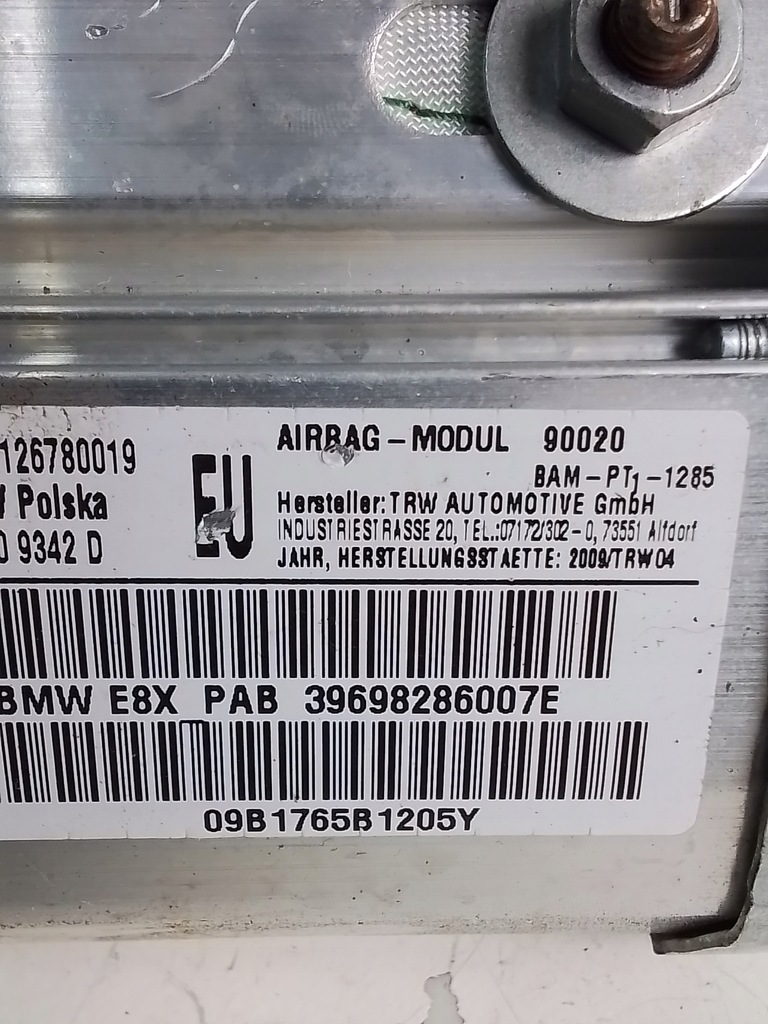 126780019
Polska
9342 D
EU
AIRBAG-MODUL 90020
BAM-PT1-1285
Hersteller: TRW AUTOMOTIVE GmbH
INDUSTRIESTRASSE 20, TEL.:07172/302-0, 73551 Alfdorf
JAHR, HERSTELLUNGSSTAETTE: 2009/TRW04
BMW E8X PAB 39698286007E
09B1765B1205Y